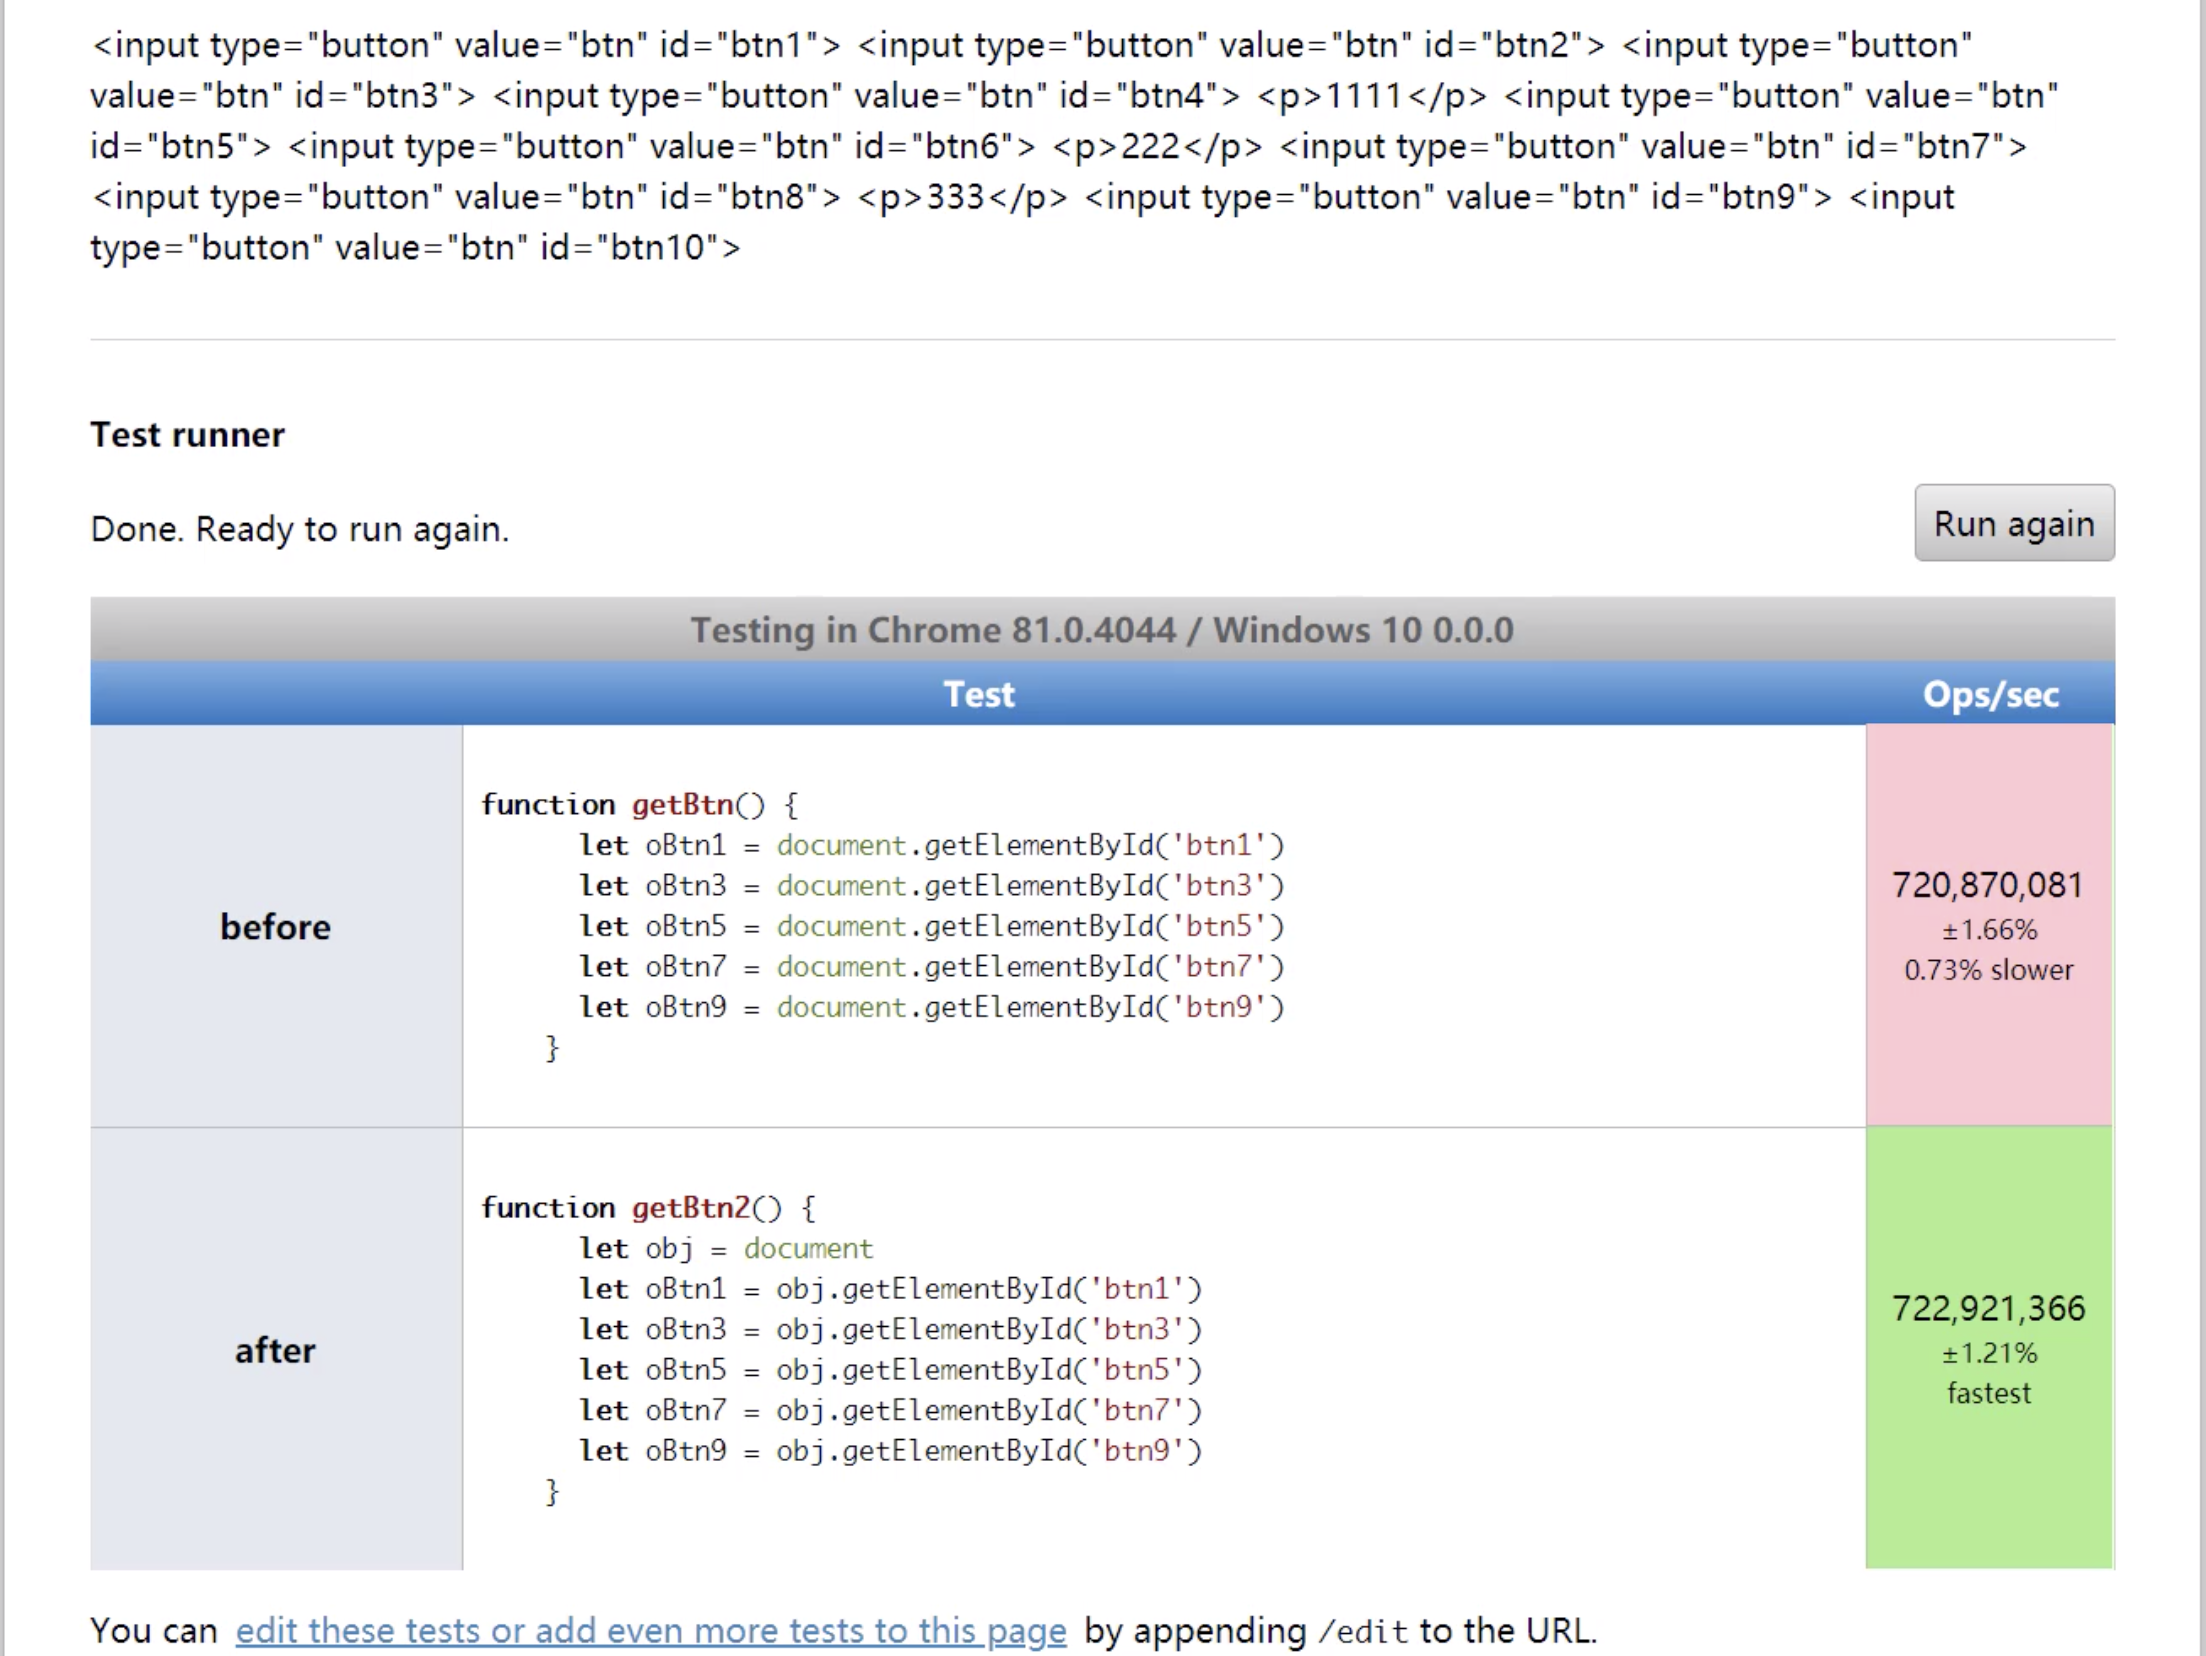 <input type="button" value="btn" id="btn1"> <input type="button" value="btn" id="btn2"> <input type="button"
value="btn" id="btn3"> <input type="button" value="btn" id="btn4"> <p>1111</p> <input type="button" value="btn"
id="btn5"> <input type="button" value="btn" id="btn6"> <p>222</p> <input type="button" value="btn" id="btn7">
<input type="button" value="btn" id="btn8"> <p>333</p> <input type="button" value="btn" id="btn9"> <input
type="button" value="btn" id="btn10">
Test runner
Done. Ready to run again.
Run again
Testing in Chrome 81.0.4044 / Windows 10 0.0.0
Test
Ops/sec
before
function getBtn() {
let oBtn1 = document.getElementById('btn1')
let oBtn3 = document.getElementById('btn3')
let oBtn5 = document.getElementById('btn5')
let oBtn7 = document.getElementById('btn7')
let oBtn9 = document.getElementById('btn9')
}
720,870,081
±1.66%
0.73% slower
after
function getBtn2() {
let obj = document
let oBtn1 = obj.getElementById('btn1')
let oBtn3 = obj.getElementById('btn3')
let oBtn5 = obj.getElementById('btn5')
let oBtn7 = obj.getElementById('btn7')
let oBtn9 = obj.getElementById('btn9')
}
722,921,366
±1.21%
fastest
You can edit these tests or add even more tests to this page by appending /edit to the URL.